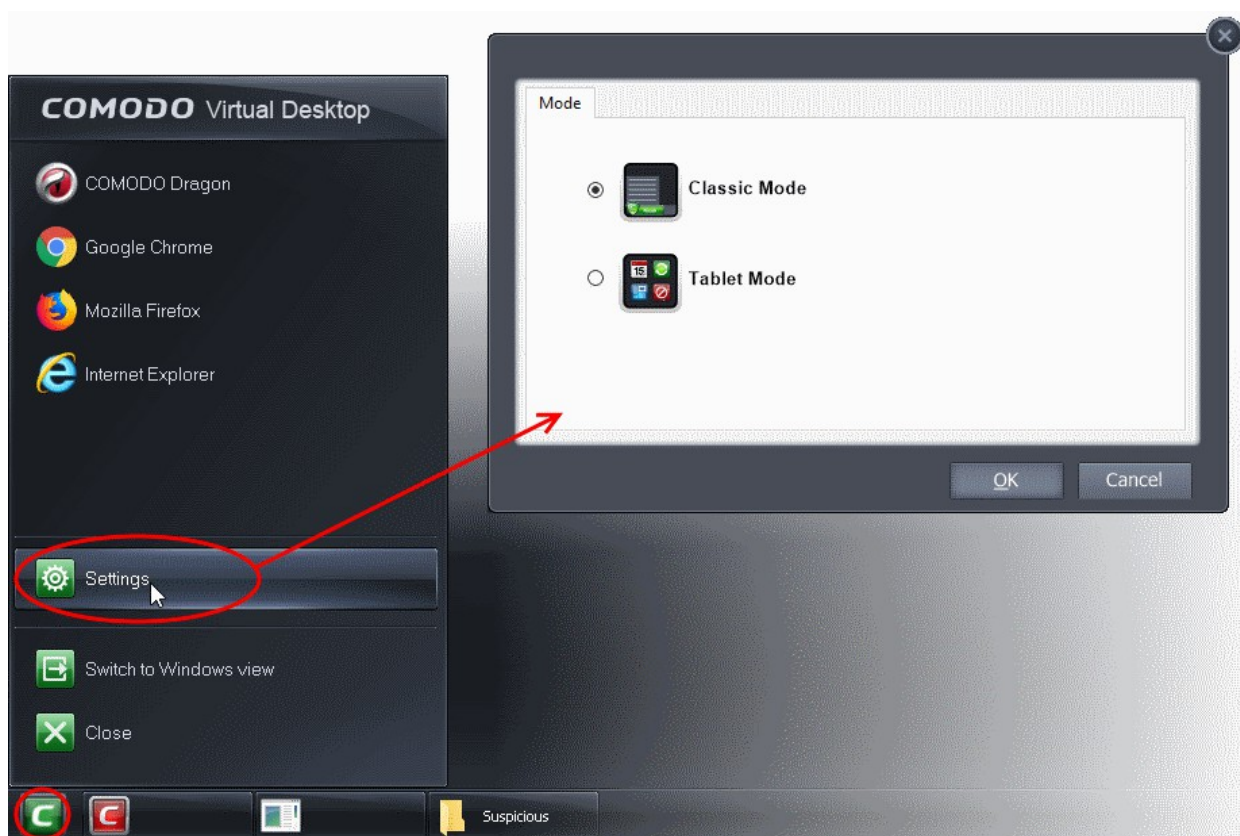 COMODO Virtual Desktop
COMODO Dragon
Google Chrome
Mozilla Firefox
Internet Explorer
Settings
Switch to Windows view
Close
Suspicious
Mode
Classic Mode
15
Tablet Mode
OK
Cancel